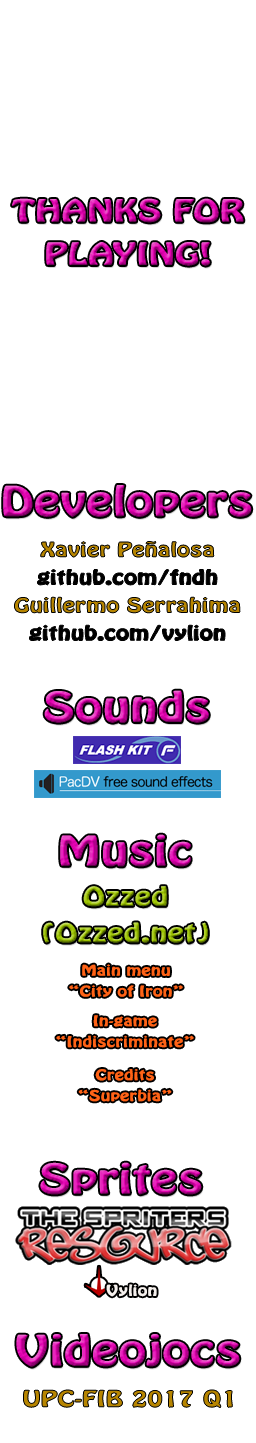 THANKS FOR
PLAYING!
Developers
Xavier Peñalosa
github.com/fndh
Guillermo Serrahima
github.com/vylion
Sounds
FLASH KIT F
PacDV free sound effects
Music
Ozzed
(Ozzed.net)
Main menu
"City of Iron"
In-game
"Indiscriminate"
Credits
"Superbia"
Sprites
THE SPRITERS
RESOURCE
Vylion
Videojocs
UPC-FIB 2017 Q1